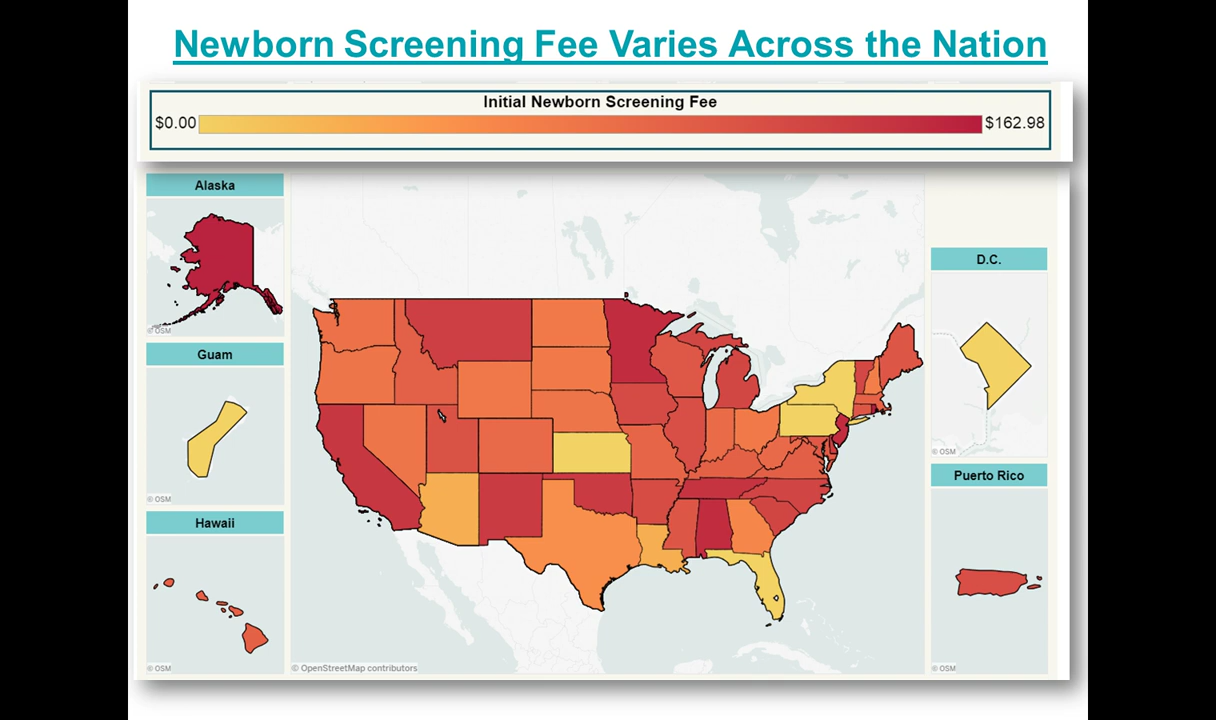 Newborn Screening Fee Varies Across the Nation
Initial Newborn Screening Fee
$0.00 $162.98
Alaska
© OSM
Guam
© OSM
Hawaii
© OSM
© OpenStreetMap contributors
D.C.
© OSM
Puerto Rico
© OSM